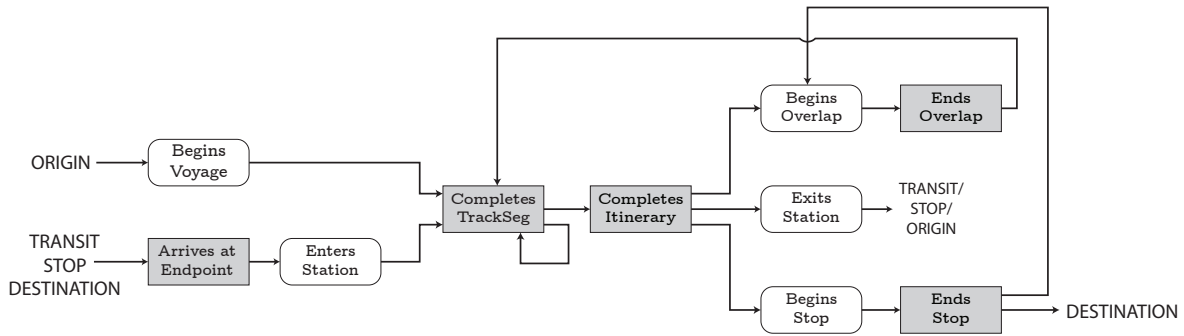 Begins
Overlap
Ends
Overlap
ORIGIN
Begins
Voyage
Completes
TrackSeg
Completes
Itinerary
Exits
Station
TRANSIT/
STOP/
ORIGIN
TRANSIT
STOP
DESTINATION
Arrives at
Endpoint
Enters
Station
Begins
Stop
Ends
Stop
DESTINATION